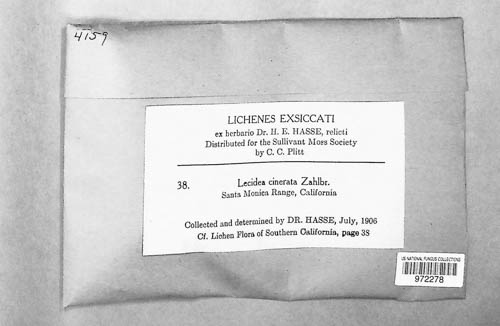 4159
LICHENES EXSICCATI
ex herbario Dr. H. E. HASSE, relicti
Distributed for the Sullivant Moss Society
by C. C. Plitt
38. Lecidea cinerata Zahlbr.
Santa Monica Range, California
Collected and determined by DR. HASSE, July, 1906
Cf. Lichen Flora of Southern California, page 38
US NATIONAL FUNGUS COLLECTIONS
972278